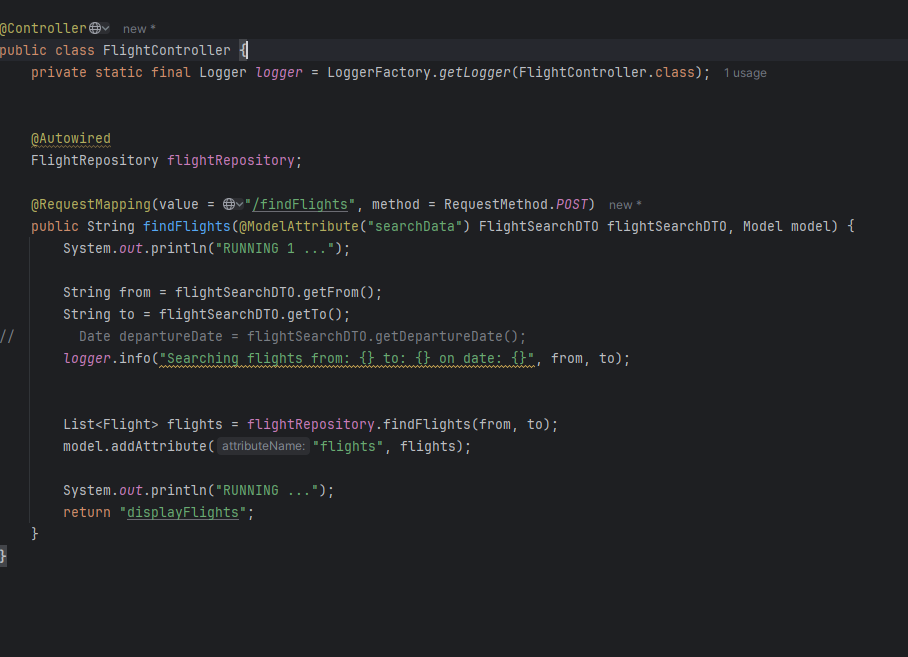 @Controller new *
public class FlightController {
private static final Logger logger = LoggerFactory.getLogger(FlightController.class); 1 usage
@Autowired
FlightRepository flightRepository;
@RequestMapping(value = "/findFlights", method = RequestMethod.POST) new *
public String findFlights(@ModelAttribute("searchData") FlightSearchDTO flightSearchDTO, Model model) {
System.out.println("RUNNING 1 ...");
String from = flightSearchDTO.getFrom();
String to = flightSearchDTO.getTo();
// Date departureDate = flightSearchDTO.getDepartureDate();
logger.info("Searching flights from: {} to: {} on date: {}", from, to);
List<Flight> flights = flightRepository.findFlights(from, to);
model.addAttribute( attributeName: "flights", flights);
System.out.println("RUNNING ...");
return "displayFlights";
}
}